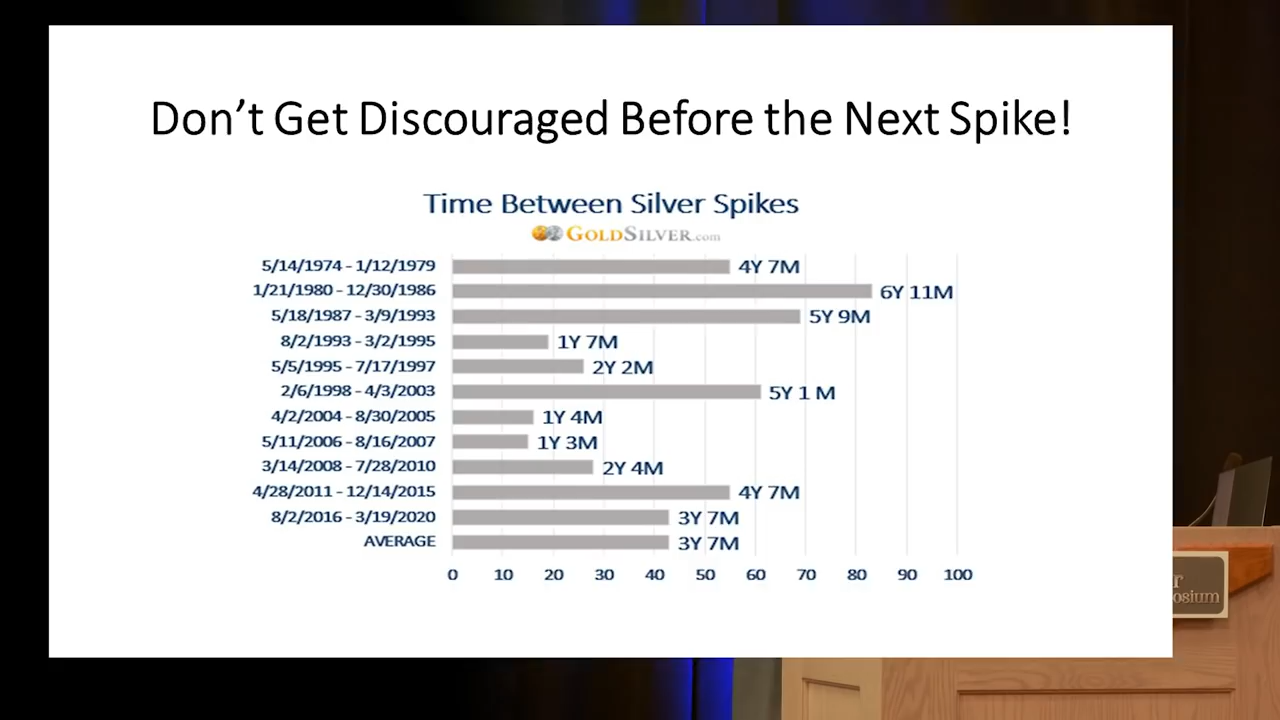 Don't Get Discouraged Before the Next Spike!
Time Between Silver Spikes
GOLDSILVER.com
5/14/1974 - 1/12/1979 4Y 7M
1/21/1980 - 12/30/1986 6Y 11M
5/18/1987 - 3/9/1993 5Y 9M
8/2/1993 - 3/2/1995 1Y 7M
5/5/1995 - 7/17/1997 2Y 2M
2/6/1998 - 4/3/2003 5Y 1 M
4/2/2004 - 8/30/2005 1Y 4M
5/11/2006 - 8/16/2007 1Y 3M
3/14/2008 - 7/28/2010 2Y 4M
4/28/2011 - 12/14/2015 4Y 7M
8/2/2016 - 3/19/2020 3Y 7M
AVERAGE 3Y 7M
0 10 20 30 40 50 60 70 80 90 100